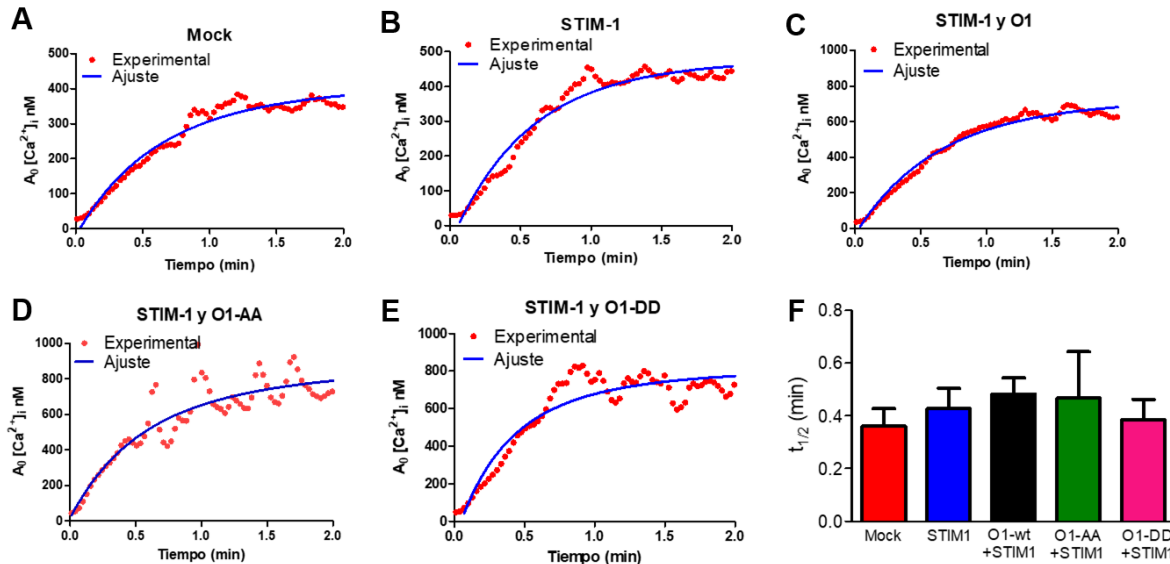 A
Mock
Experimental
Ajuste
500
400
300
200
100
0
A₀ [Ca²⁺]ᵢ nM
0.0 0.5 1.0 1.5 2.0
Tiempo (min)
B
STIM-1
Experimental
Ajuste
500
400
300
200
100
0
A₀ [Ca²⁺]ᵢ nM
0.0 0.5 1.0 1.5 2.0
Tiempo (min)
C
STIM-1 y O1
Experimental
Ajuste
1000
800
600
400
200
0
A₀ [Ca²⁺]ᵢ nM
0.0 0.5 1.0 1.5 2.0
Tiempo (min)
D
STIM-1 y O1-AA
Experimental
Ajuste
1000
800
600
400
200
0
A₀ [Ca²⁺]ᵢ nM
0.0 0.5 1.0 1.5 2.0
Tiempo (min)
E
STIM-1 y O1-DD
Experimental
Ajuste
1000
800
600
400
200
0
A₀ [Ca²⁺]ᵢ nM
0.0 0.5 1.0 1.5 2.0
Tiempo (min)
F
0.8
0.6
0.4
0.2
0.0
t₁/₂ (min)
Mock STIM1 O1-wt O1-AA O1-DD
+STIM1 +STIM1 +STIM1